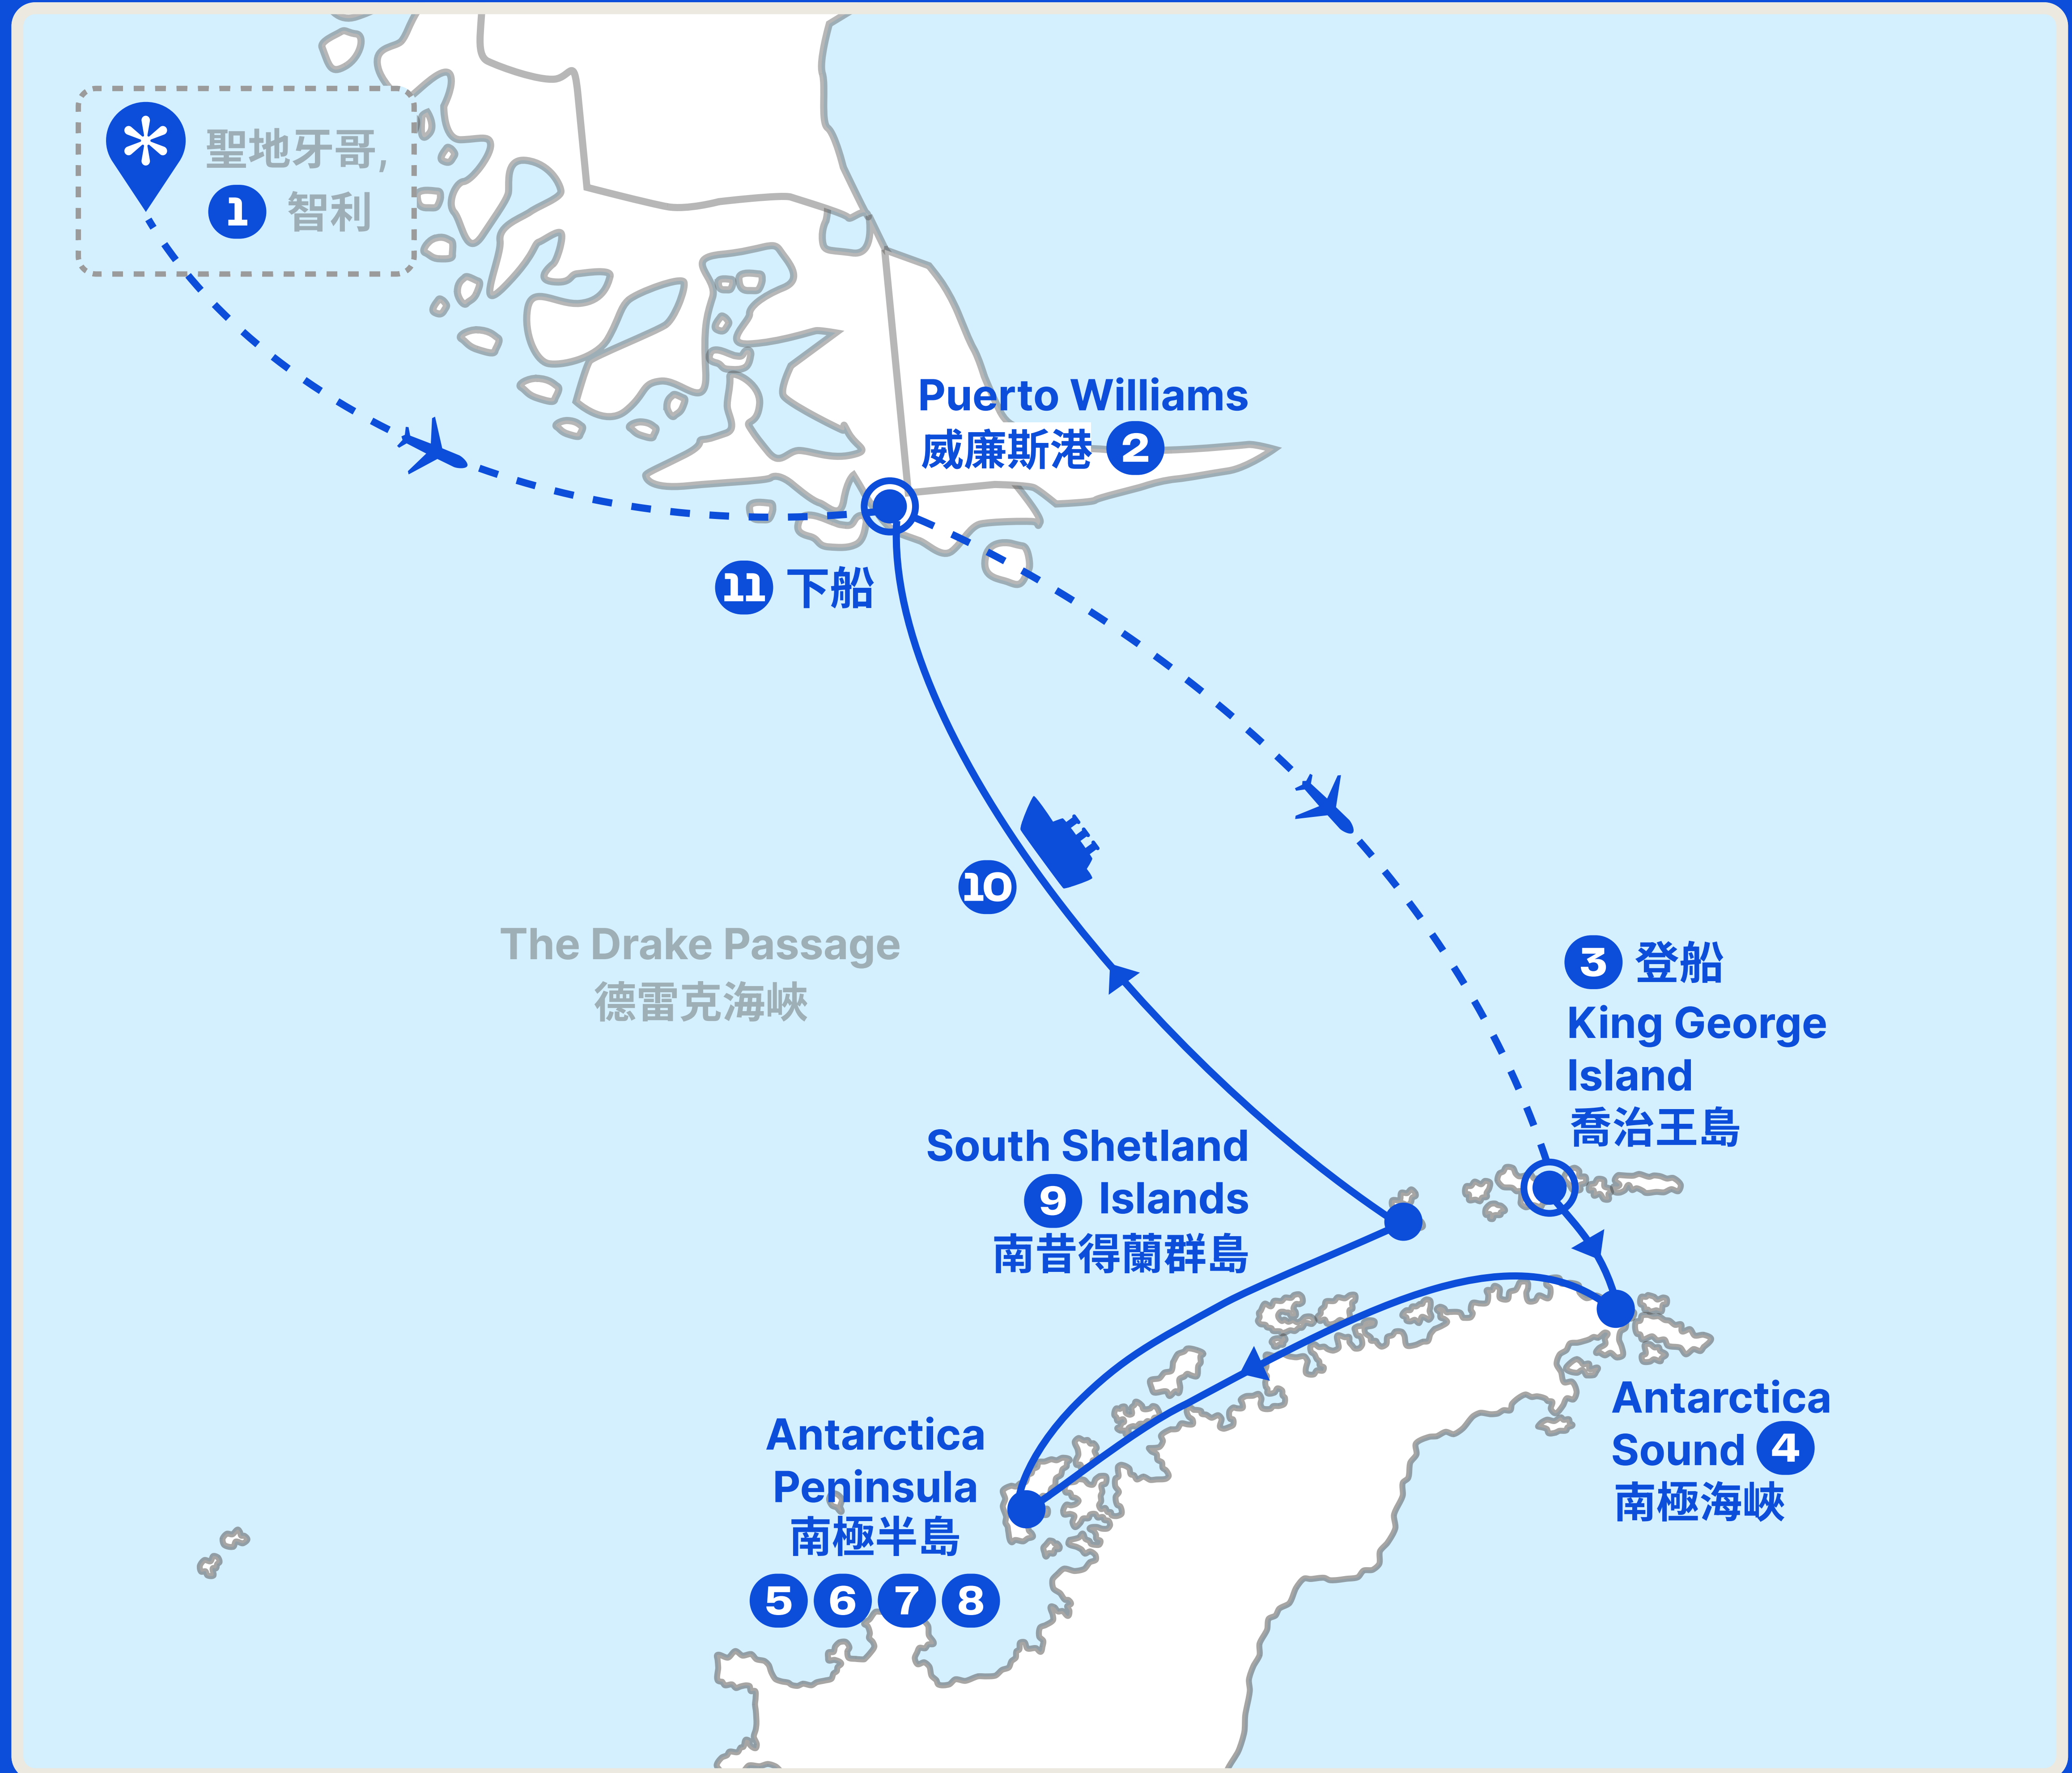 聖地牙哥,
1 智利
Puerto Williams
威廉斯港 2
11 下船
10
The Drake Passage
德雷克海峽
3 登船
King George
Island
喬治王島
South Shetland
9 Islands
南昔得蘭群島
Antarctica
Sound 4
南極海峽
Antarctica
Peninsula
南極半島
5 6 7 8